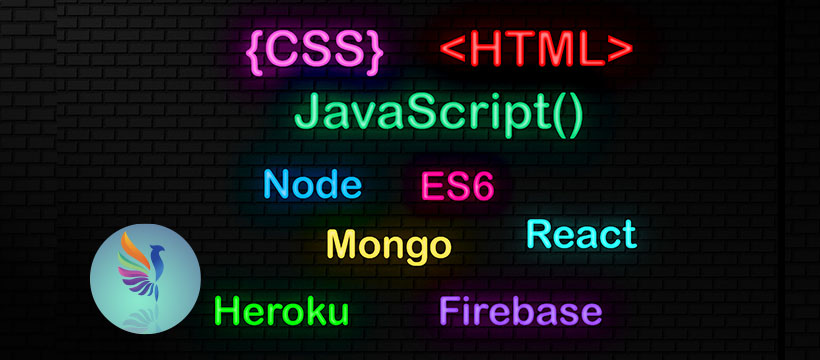 {CSS} <HTML>
JavaScript()
Node ES6
Mongo React
Heroku Firebase